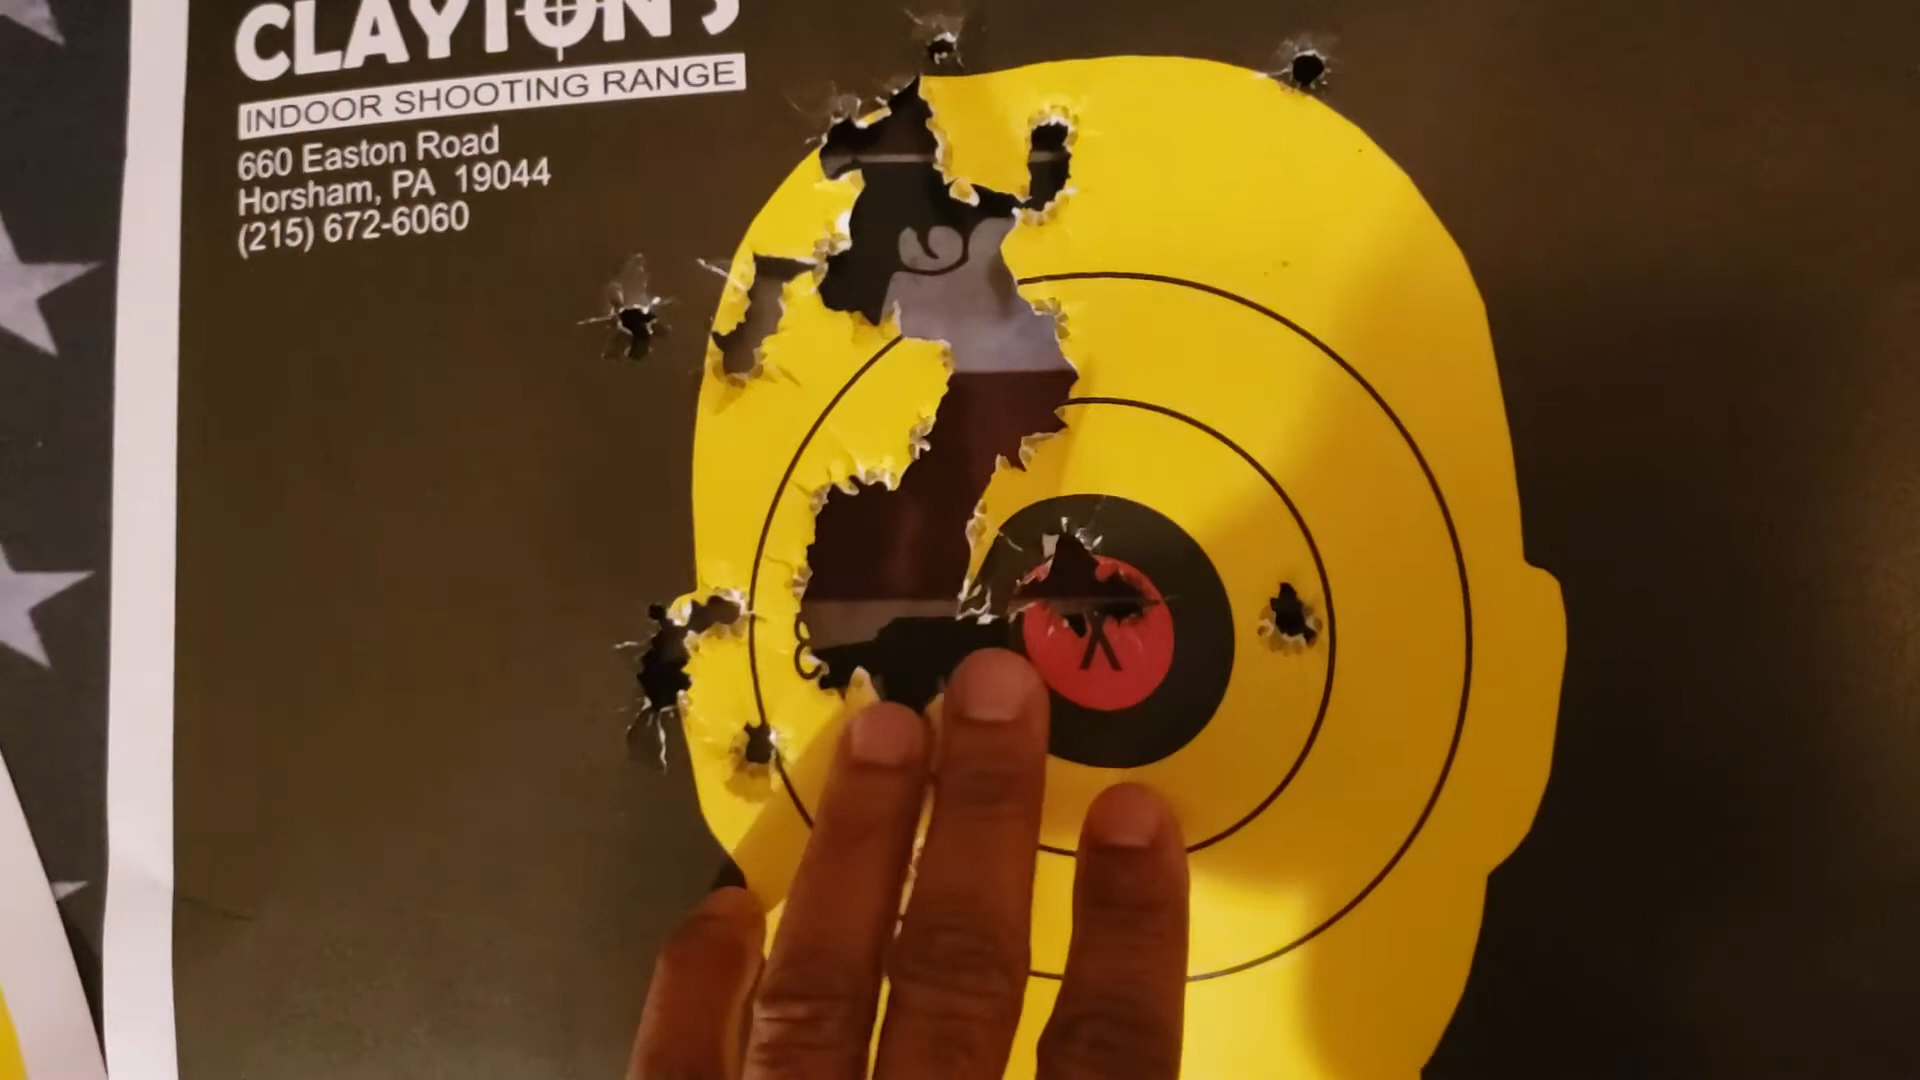 CLAYTON'S
INDOOR SHOOTING RANGE
660 Easton Road
Horsham, PA 19044
(215) 672-6060
X